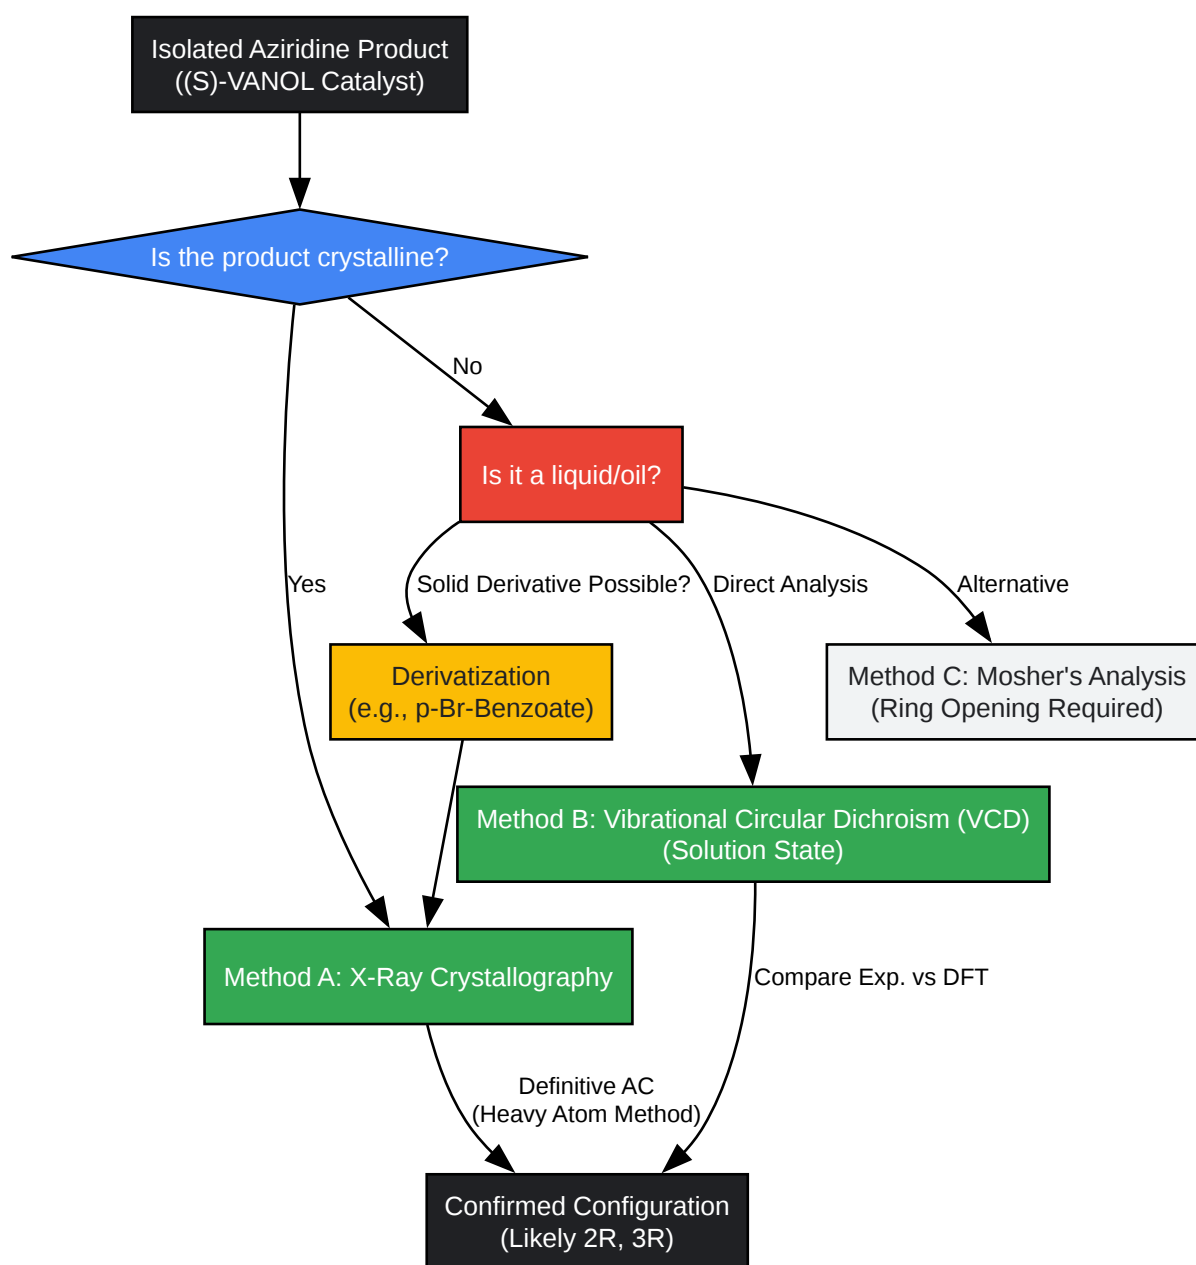 Isolated Aziridine Product
((S)-VANOL Catalyst)
Is the product crystalline?
No
Is it a liquid/oil?
Yes
Solid Derivative Possible?
Direct Analysis
Alternative
Derivatization
(e.g., p-Br-Benzoate)
Method C: Mosher's Analysis
(Ring Opening Required)
Method B: Vibrational Circular Dichroism (VCD)
(Solution State)
Method A: X-Ray Crystallography
Compare Exp. vs DFT
Definitive AC
(Heavy Atom Method)
Confirmed Configuration
(Likely 2R, 3R)